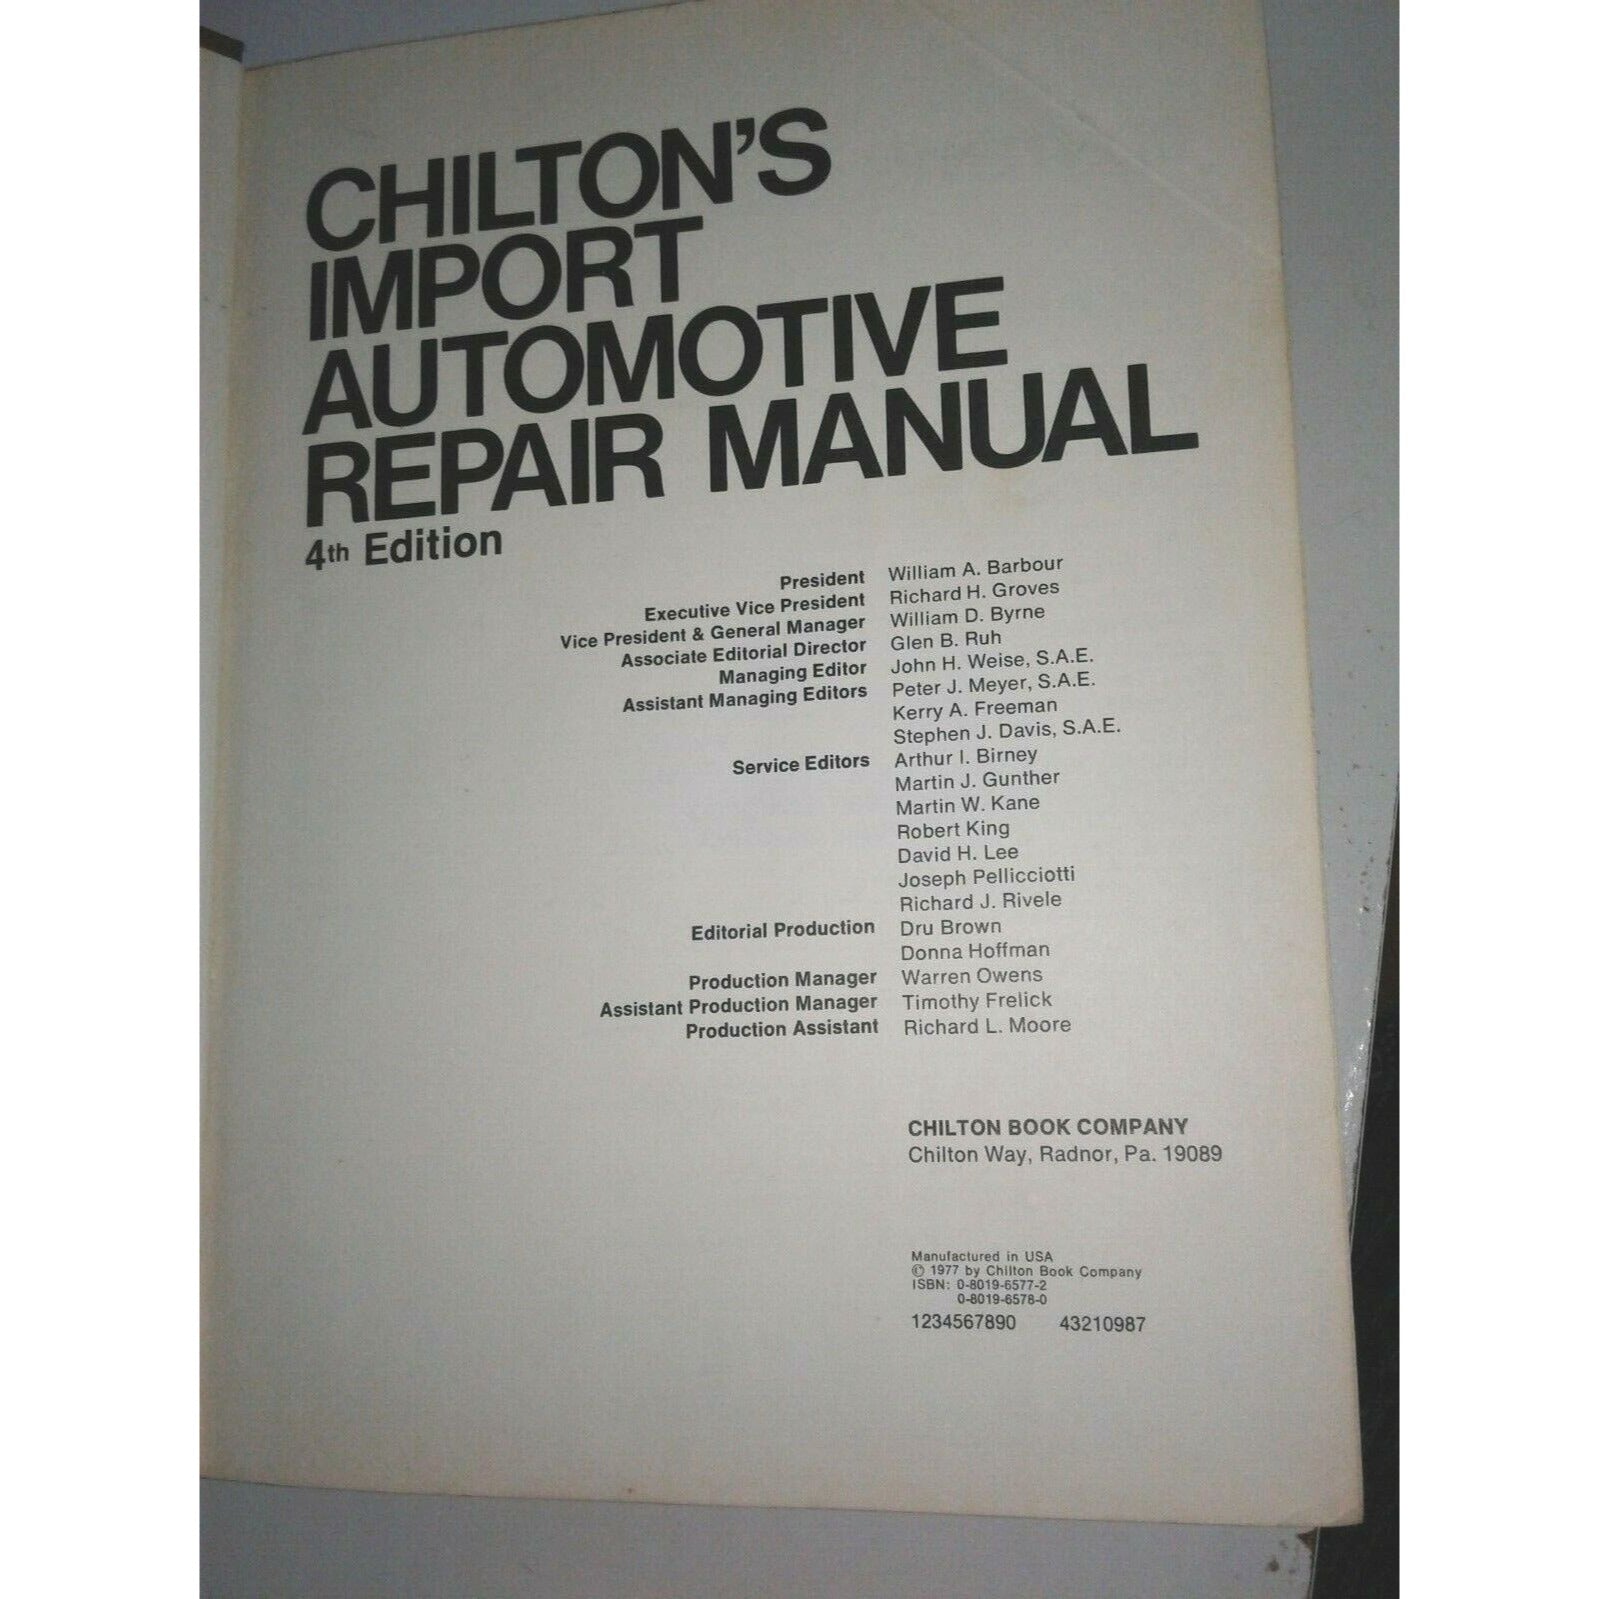 CHILTON'S
IMPORT
AUTOMOTIVE
REPAIR MANUAL
4th Edition
President William A. Barbour
Executive Vice President Richard H. Groves
Vice President & General Manager William D. Byrne
Associate Editorial Director Glen B. Ruh
Managing Editor John H. Weise, S.A.E.
Assistant Managing Editors Peter J. Meyer, S.A.E.
Kerry A. Freeman
Stephen J. Davis, S.A.E.
Service Editors Arthur I. Birney
Martin J. Gunther
Martin W. Kane
Robert King
David H. Lee
Joseph Pellicciotti
Richard J. Rivele
Editorial Production Dru Brown
Donna Hoffman
Production Manager Warren Owens
Assistant Production Manager Timothy Frelick
Production Assistant Richard L. Moore
CHILTON BOOK COMPANY
Chilton Way, Radnor, Pa. 19089
Manufactured in USA
© 1977 by Chilton Book Company
ISBN: 0-8019-6577-2
0-8019-6578-0
1234567890 43210987